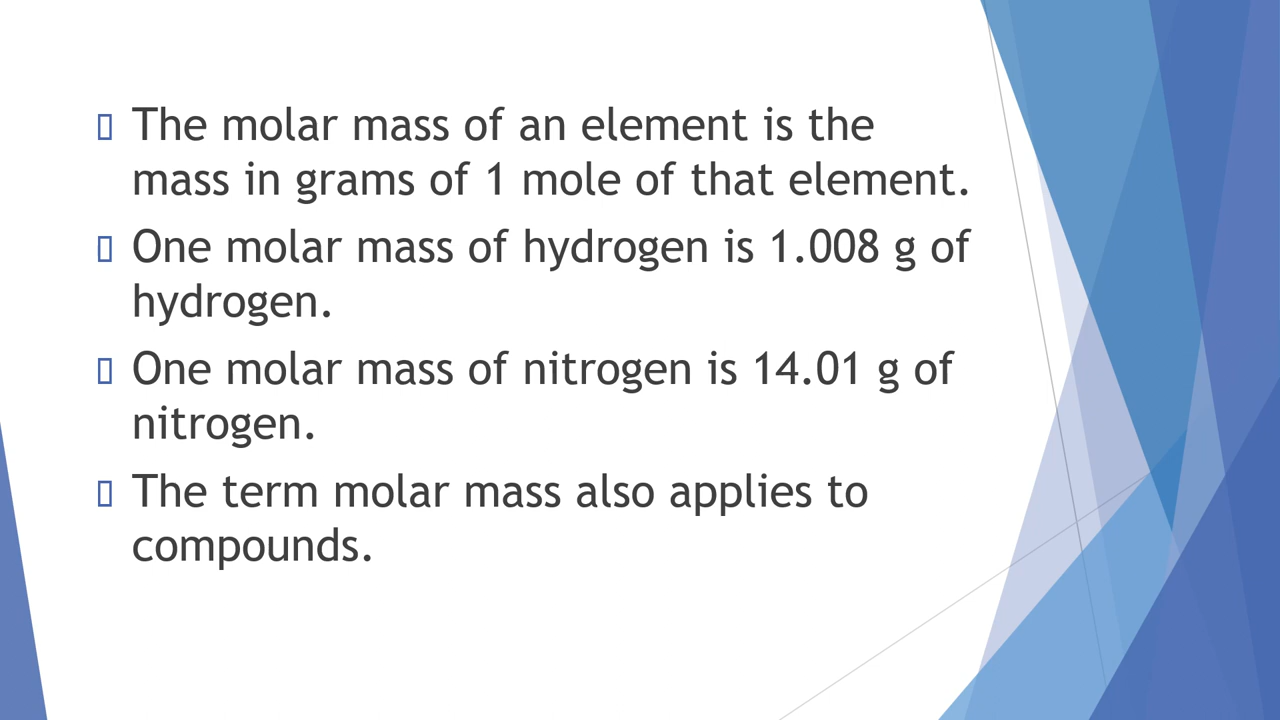 The molar mass of an element is the
mass in grams of 1 mole of that element.
One molar mass of hydrogen is 1.008 g of
hydrogen.
One molar mass of nitrogen is 14.01 g of
nitrogen.
The term molar mass also applies to
compounds.